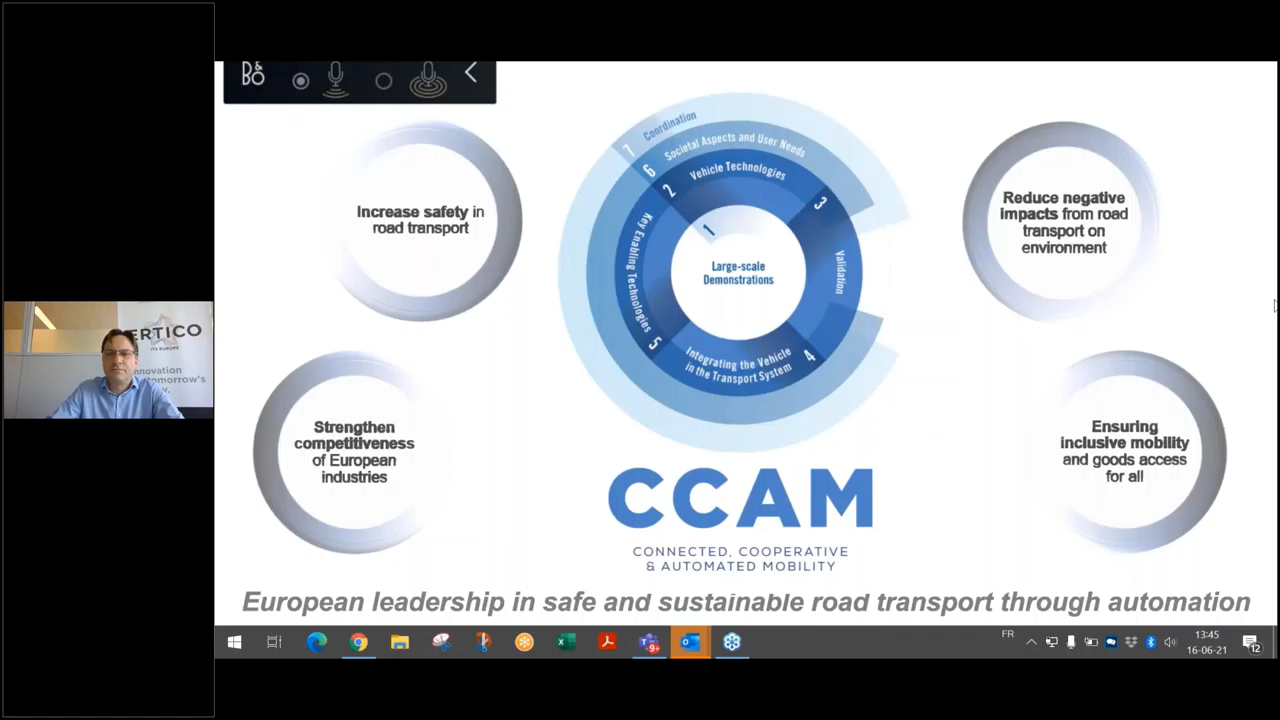 B&
BO
Coordination
7
Societal Aspects and User Needs
6
Vehicle Technologies
2
3
1
Key Enabling Technologies
Large-scale
Demonstrations
Validation
5
Integrating the Vehicle
in the Transport System
4
Increase safety in
road transport
Reduce negative
impacts from road
transport on
environment
Strengthen
competitiveness
of European
industries
Ensuring
inclusive mobility
and goods access
for all
ERTICO
ITS EUROPE
CCAM
CONNECTED, COOPERATIVE
& AUTOMATED MOBILITY
European leadership in safe and sustainable road transport through automation
9+
FR
13:45
16-06-21
12